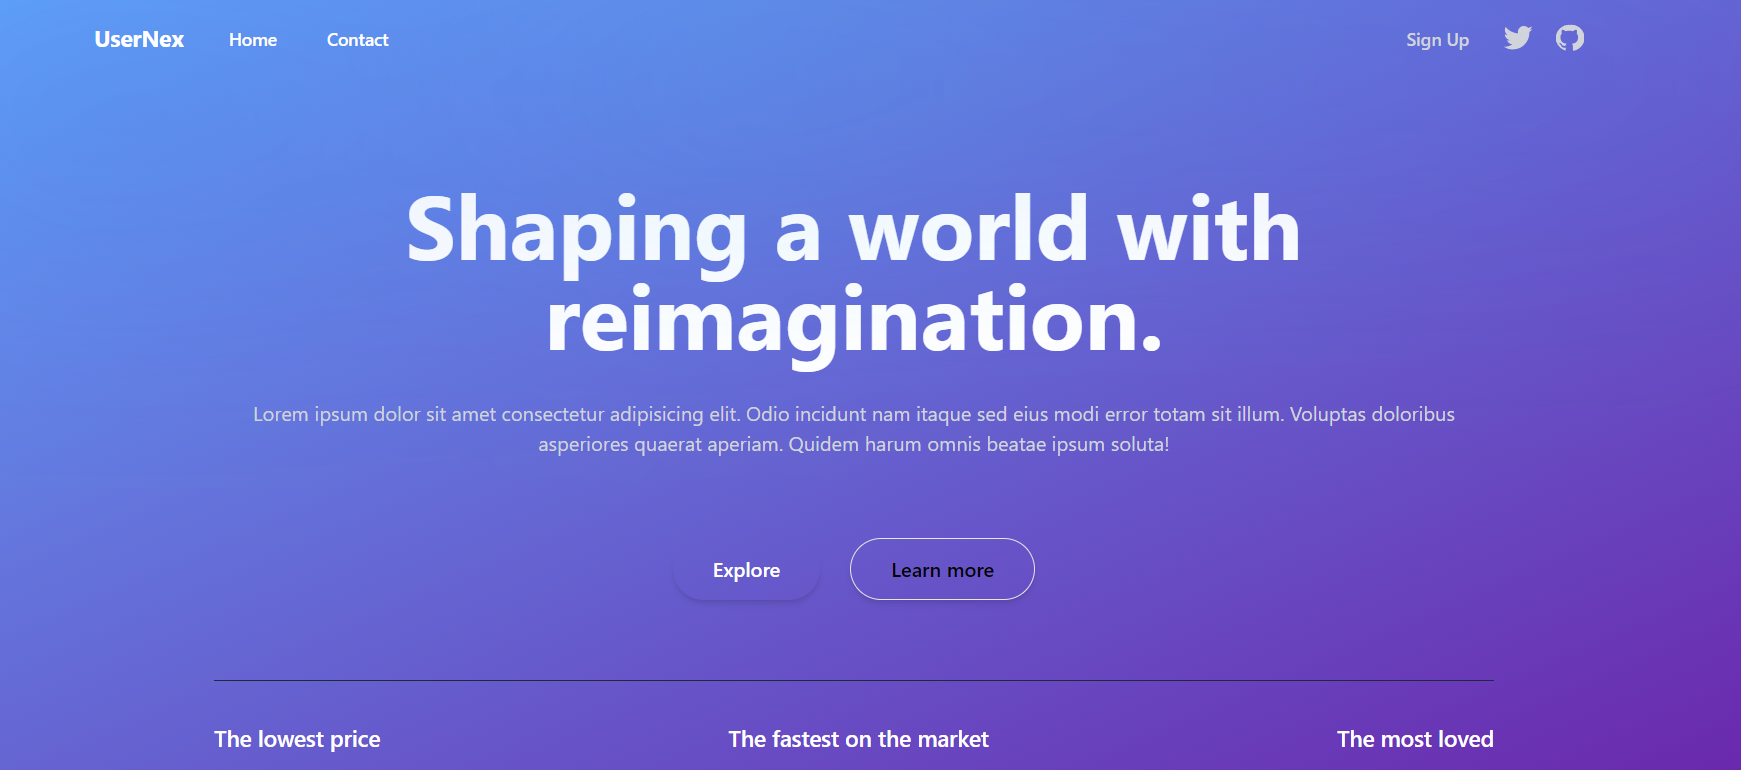 UserNex Home Contact Sign Up
Shaping a world with
reimagination.
Lorem ipsum dolor sit amet consectetur adipisicing elit. Odio incidunt nam itaque sed eius modi error totam sit illum. Voluptas doloribus
asperiores quaerat aperiam. Quidem harum omnis beatae ipsum soluta!
Explore Learn more
The lowest price The fastest on the market The most loved